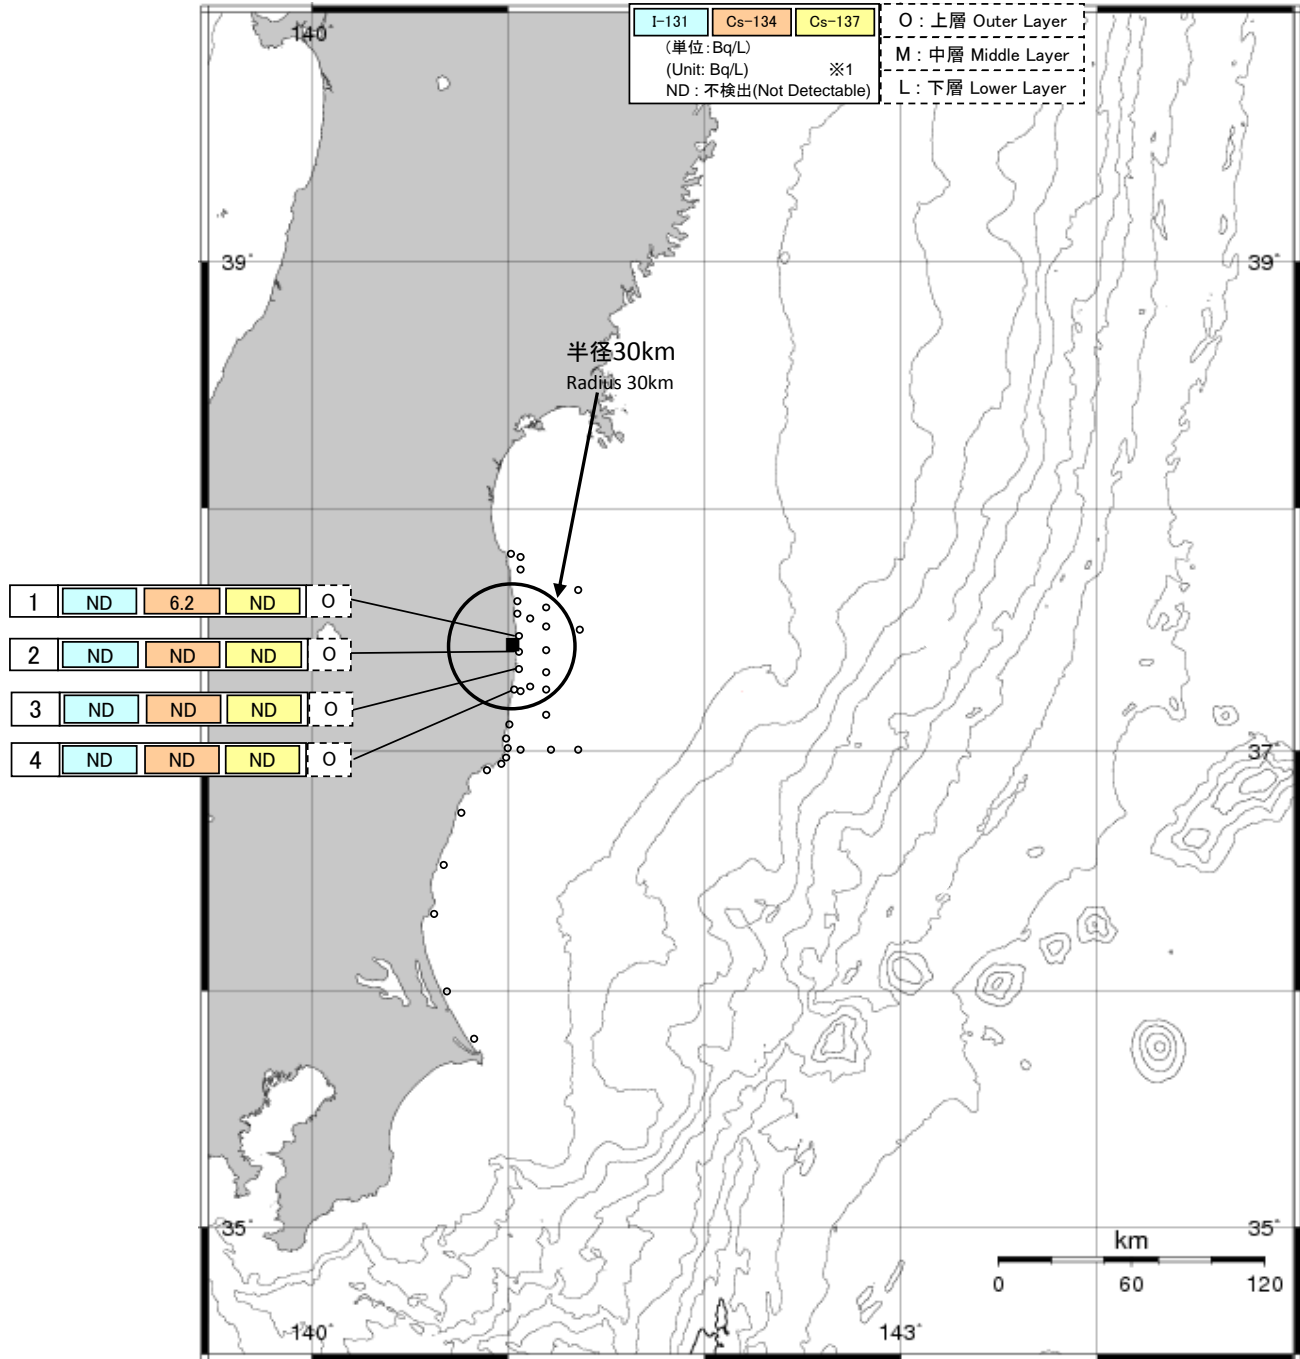 I-131 Cs-134 Cs-137
(単位:Bq/L)
(Unit: Bq/L) ※1
ND : 不検出(Not Detectable)
O : 上層 Outer Layer
M : 中層 Middle Layer
L : 下層 Lower Layer
140°
39° 39°
半径30km
Radius 30km
1 ND 6.2 ND O
2 ND ND ND O
3 ND ND ND O
4 ND ND ND O
37°
35° 35°
km
0 60 120
140° 143°